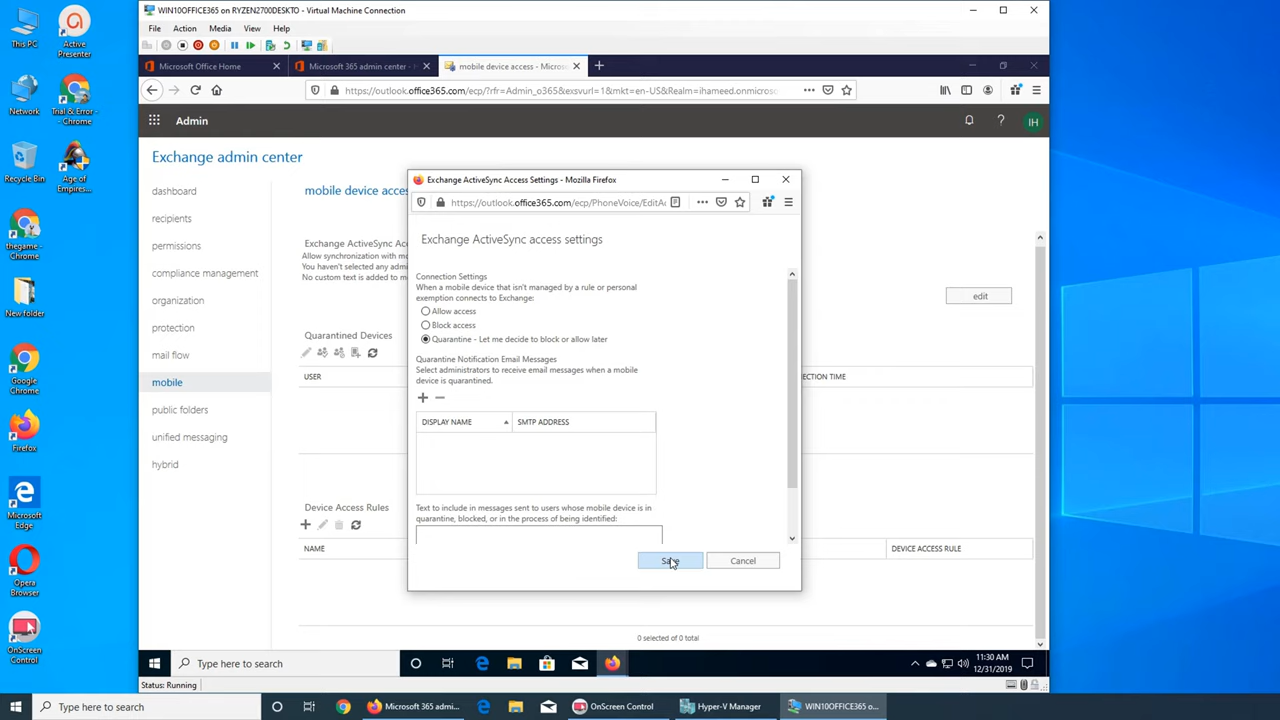 WIN10OFFICE365 on RYZEN2700DESKTO - Virtual Machine Connection
File Action Media View Help
Microsoft Office Home
Microsoft 365 admin center -
mobile device access - Micros
https://outlook.office365.com/ecp/?rfr=Admin_o365&exsvurl=1&mkt=en-US&Realm=ihameed.onmicroso
Admin
IH
Exchange admin center
dashboard
recipients
permissions
compliance management
organization
protection
mail flow
mobile
public folders
unified messaging
hybrid
mobile device acces
Exchange ActiveSync Ac
Allow synchronization with mo
You haven't selected any admi
No custom text is added to m
edit
Quarantined Devices
USER
ECTION TIME
Device Access Rules
NAME
DEVICE ACCESS RULE
0 selected of 0 total
Exchange ActiveSync Access Settings - Mozilla Firefox
https://outlook.office365.com/ecp/PhoneVoice/EditAc
Exchange ActiveSync access settings
Connection Settings
When a mobile device that isn't managed by a rule or personal
exemption connects to Exchange:
Allow access
Block access
Quarantine - Let me decide to block or allow later
Quarantine Notification Email Messages
Select administrators to receive email messages when a mobile
device is quarantined.
DISPLAY NAME
SMTP ADDRESS
Text to include in messages sent to users whose mobile device is in
quarantine, blocked, or in the process of being identified:
Save
Cancel
Type here to search
11:30 AM
12/31/2019
Status: Running
This PC
Active
Presenter
Network
Trial & Error
- Chrome
Recycle Bin
Age of
Empires...
thegame -
Chrome
New folder
Google
Chrome
Firefox
Microsoft
Edge
Opera
Browser
OnScreen
Control
Type here to search
Microsoft 365 admi...
OnScreen Control
Hyper-V Manager
WIN10OFFICE365 o...